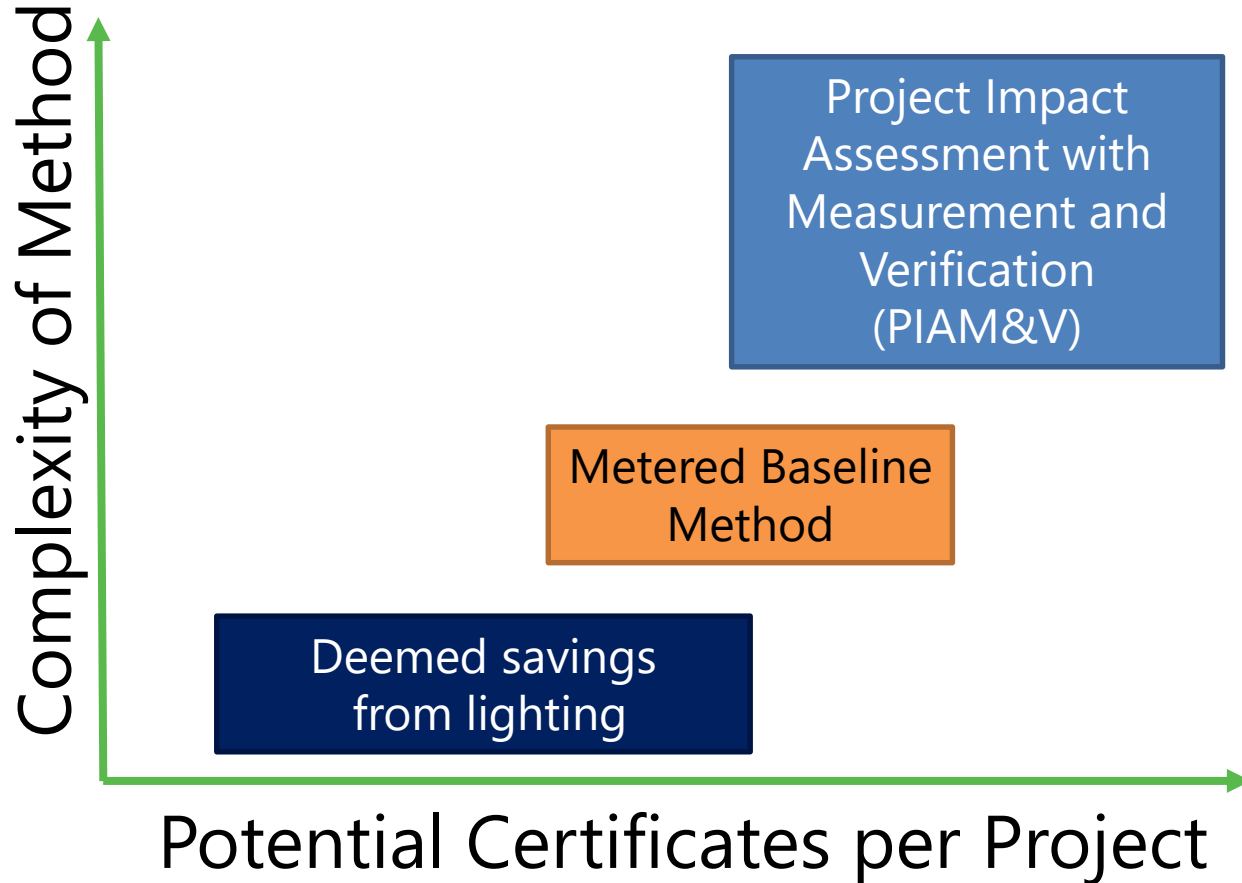 Complexity of Method
Project Impact
Assessment with
Measurement and
Verification
(PIAM&V)
Metered Baseline
Method
Deemed savings
from lighting
Potential Certificates per Project